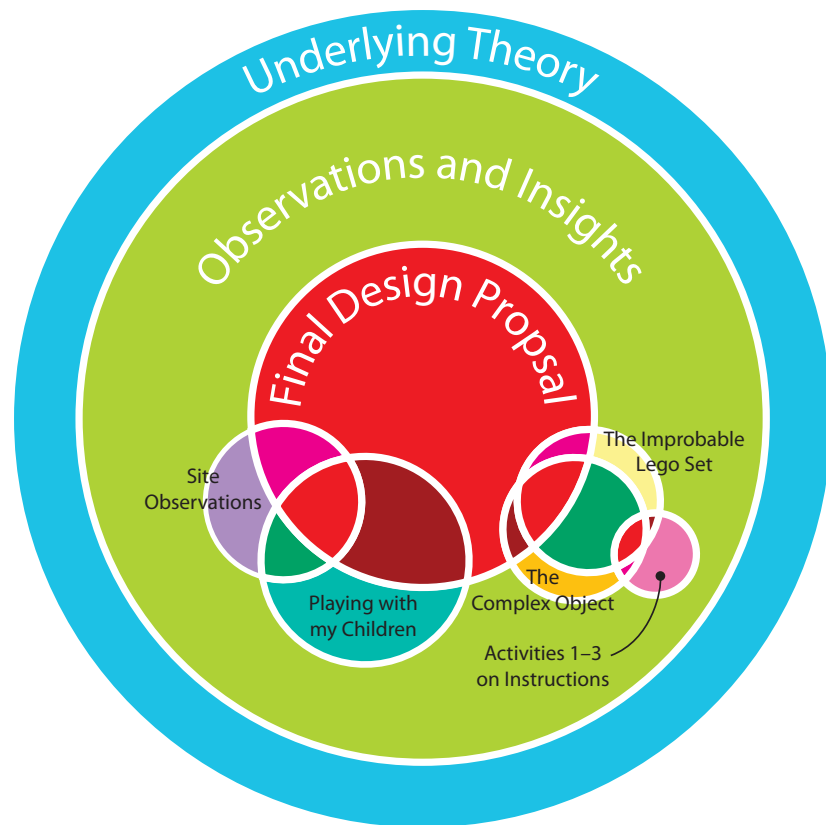 Underlying Theory
Observations and Insights
Final Design Propsal
Site
Observations
The Improbable
Lego Set
Playing with
my Children
The
Complex Object
Activities 1–3
on Instructions